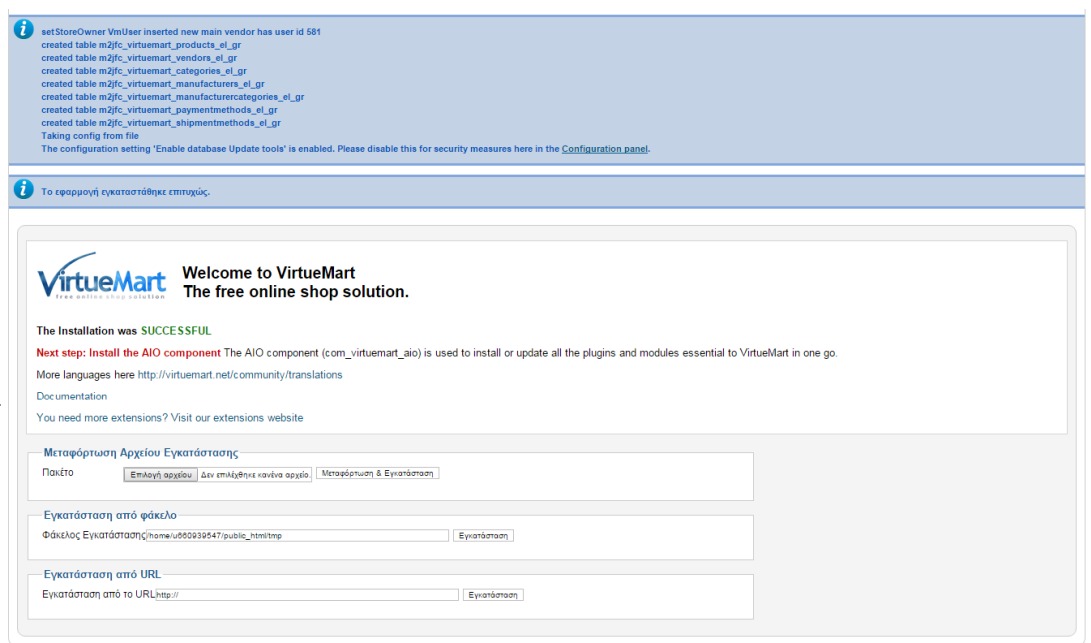 setStoreOwner VmUser inserted new main vendor has user id 581
created table m2jfc_virtuemart_products_el_gr
created table m2jfc_virtuemart_vendors_el_gr
created table m2jfc_virtuemart_categories_el_gr
created table m2jfc_virtuemart_manufacturers_el_gr
created table m2jfc_virtuemart_manufacturercategories_el_gr
created table m2jfc_virtuemart_paymentmethods_el_gr
created table m2jfc_virtuemart_shipmentmethods_el_gr
Taking config from file
The configuration setting 'Enable database Update tools' is enabled. Please disable this for security measures here in the Configuration panel.
Το εφαρμογή εγκαταστάθηκε επιτυχώς.
VirtueMart
free online shop solution
Welcome to VirtueMart
The free online shop solution.
The Installation was SUCCESSFUL
Next step: Install the AIO component The AIO component (com_virtuemart_aio) is used to install or update all the plugins and modules essential to VirtueMart in one go.
More languages here http://virtuemart.net/community/translations
Documentation
You need more extensions? Visit our extensions website
Μεταφόρτωση Αρχείου Εγκατάστασης
Πακέτο Επιλογή αρχείου Δεν επιλέχθηκε κανένα αρχείο. Μεταφόρτωση & Εγκατάσταση
Εγκατάσταση από φάκελο
Φάκελος Εγκατάστασης /home/u660939547/public_html/tmp Εγκατάσταση
Εγκατάσταση από URL
Εγκατάσταση από το URL http:// Εγκατάσταση